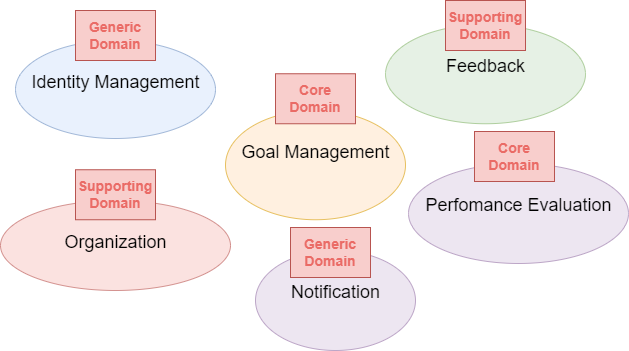 Generic
Domain
Identity Management
Supporting
Domain
Feedback
Core
Domain
Goal Management
Core
Domain
Perfomance Evaluation
Supporting
Domain
Organization
Generic
Domain
Notification